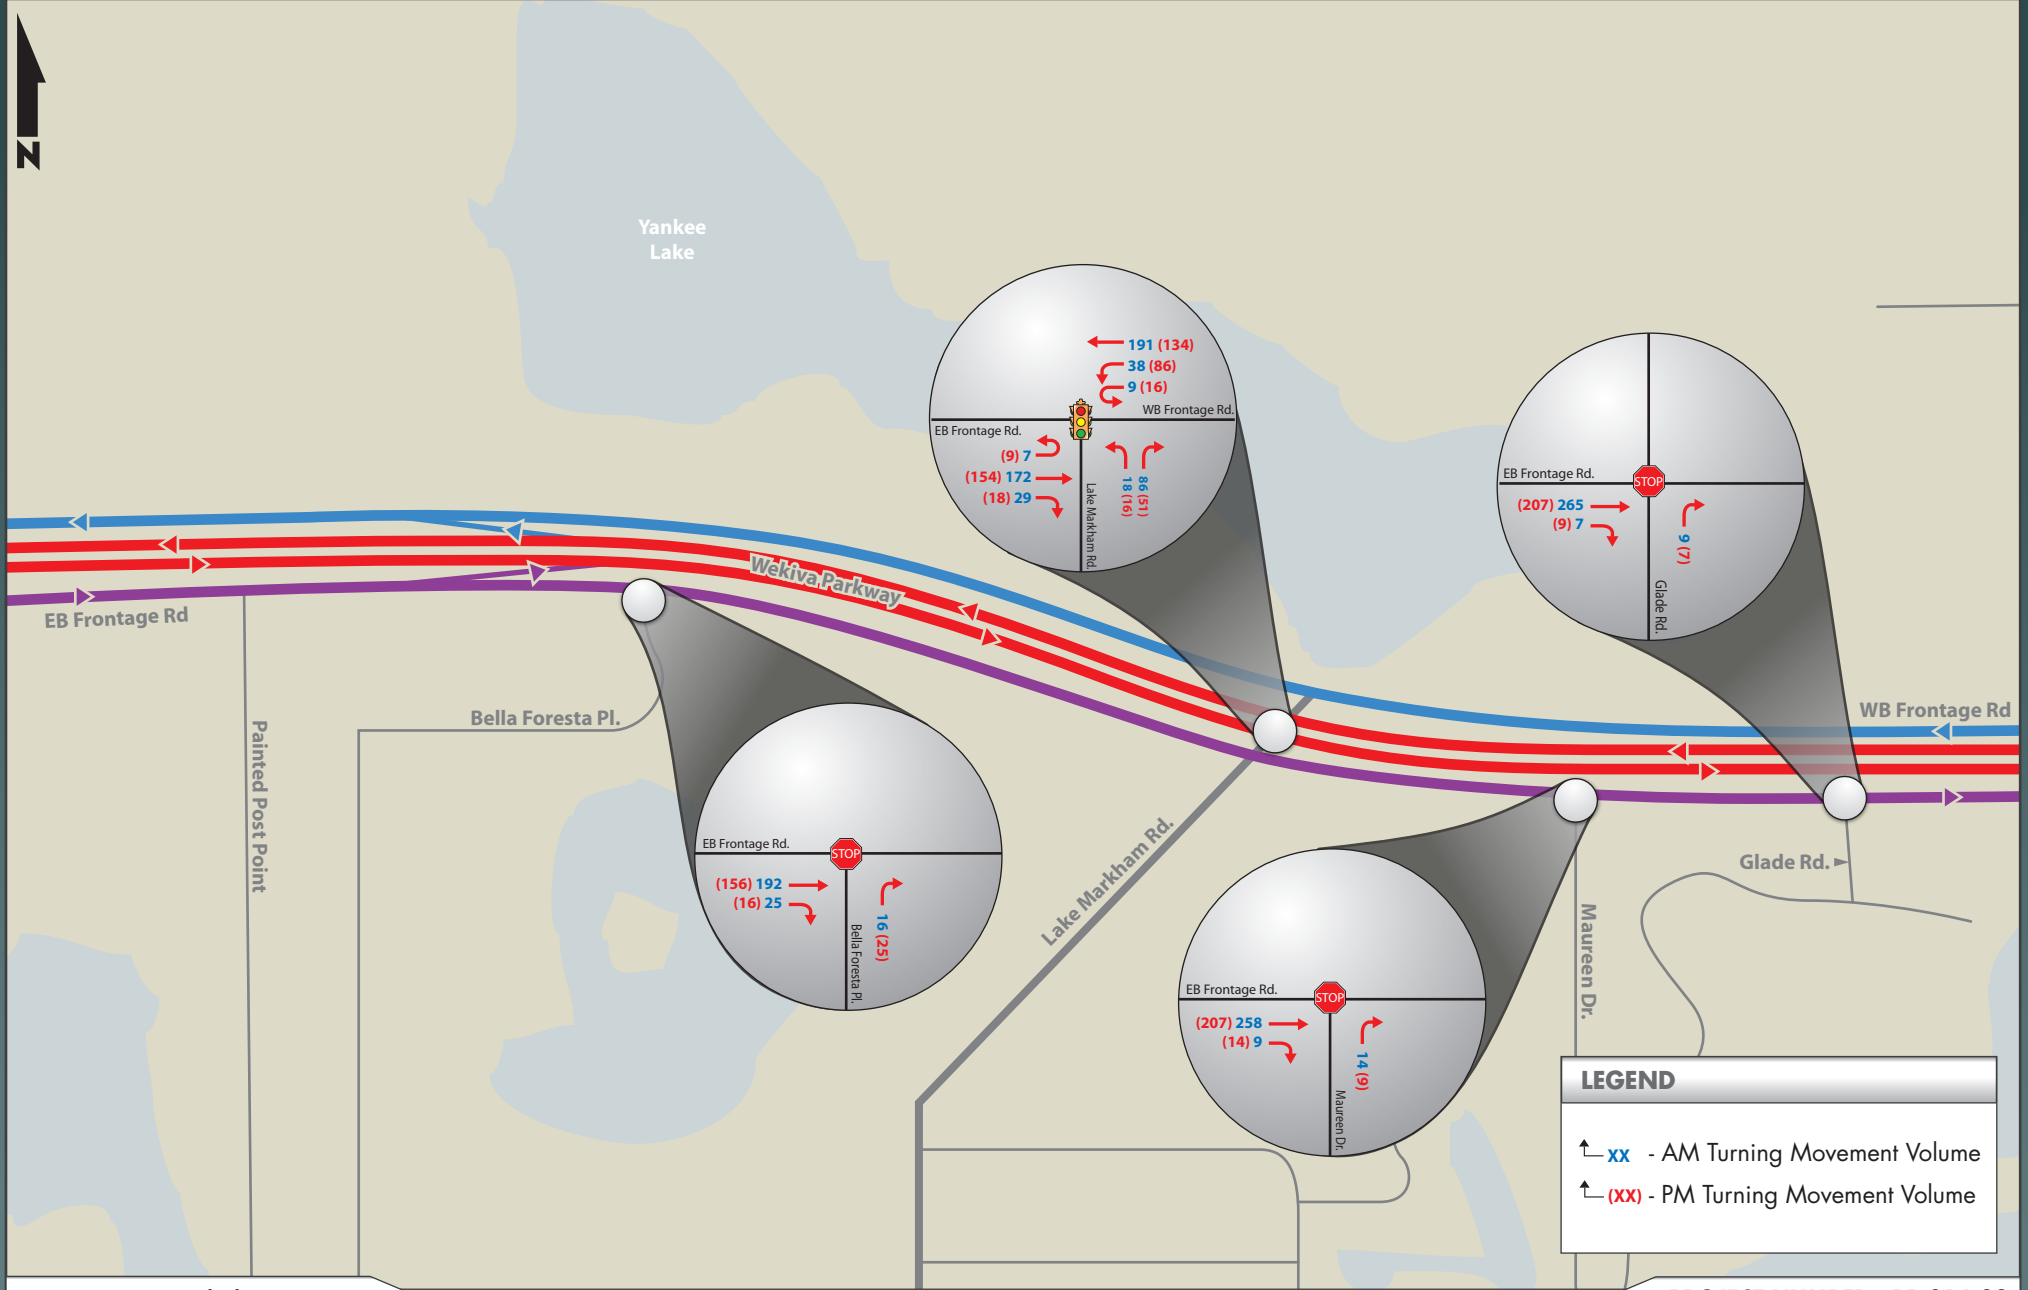 N
Yankee
Lake
191 (134)
38 (86)
9 (16)
WB Frontage Rd.
EB Frontage Rd.
(9) 7
(154) 172
(18) 29
18 (16)
86 (51)
Lake Markham Rd.
EB Frontage Rd.
STOP
(207) 265
(9) 7
9 (7)
Glade Rd.
Wekiva Parkway
EB Frontage Rd
WB Frontage Rd
Bella Foresta Pl.
Painted Post Point
EB Frontage Rd.
STOP
(156) 192
(16) 25
16 (25)
Bella Foresta Pl.
Lake Markham Rd.
Glade Rd.
Maureen Dr.
EB Frontage Rd.
STOP
(207) 258
(14) 9
14 (9)
Maureen Dr.
LEGEND
XX - AM Turning Movement Volume
(XX) - PM Turning Movement Volume